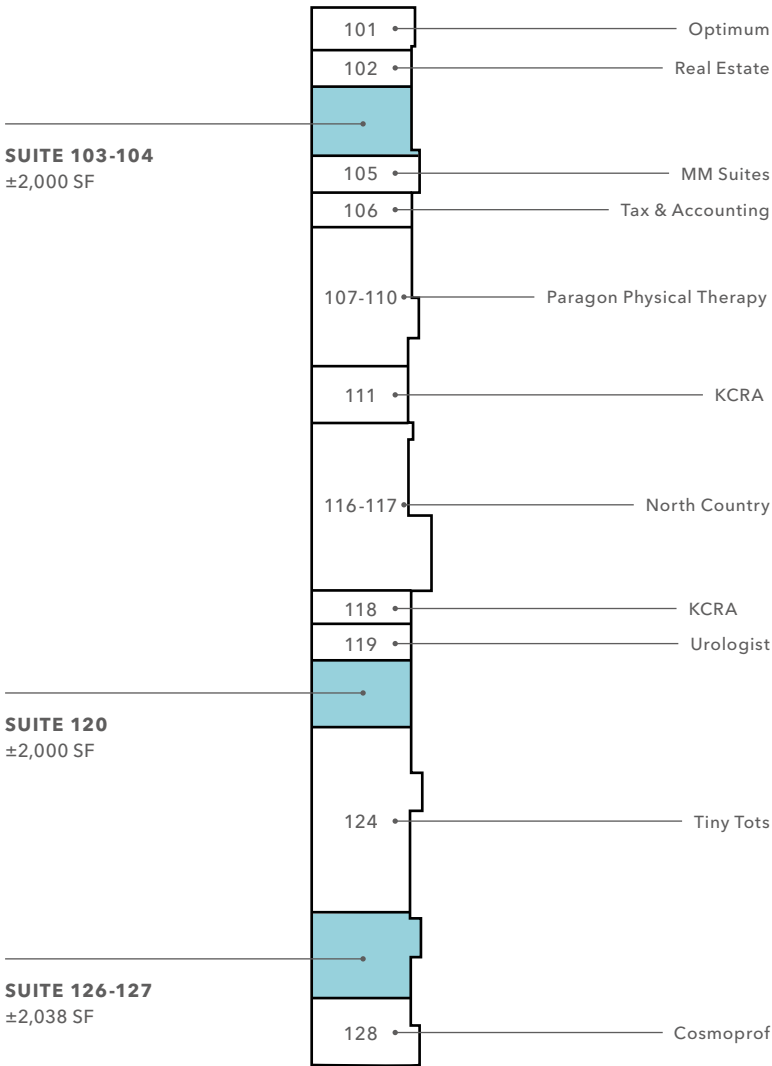 101 Optimum
102 Real Estate
SUITE 103-104
±2,000 SF
105 MM Suites
106 Tax & Accounting
107-110 Paragon Physical Therapy
111 KCRA
116-117 North Country
118 KCRA
119 Urologist
SUITE 120
±2,000 SF
124 Tiny Tots
SUITE 126-127
±2,038 SF
128 Cosmoprof